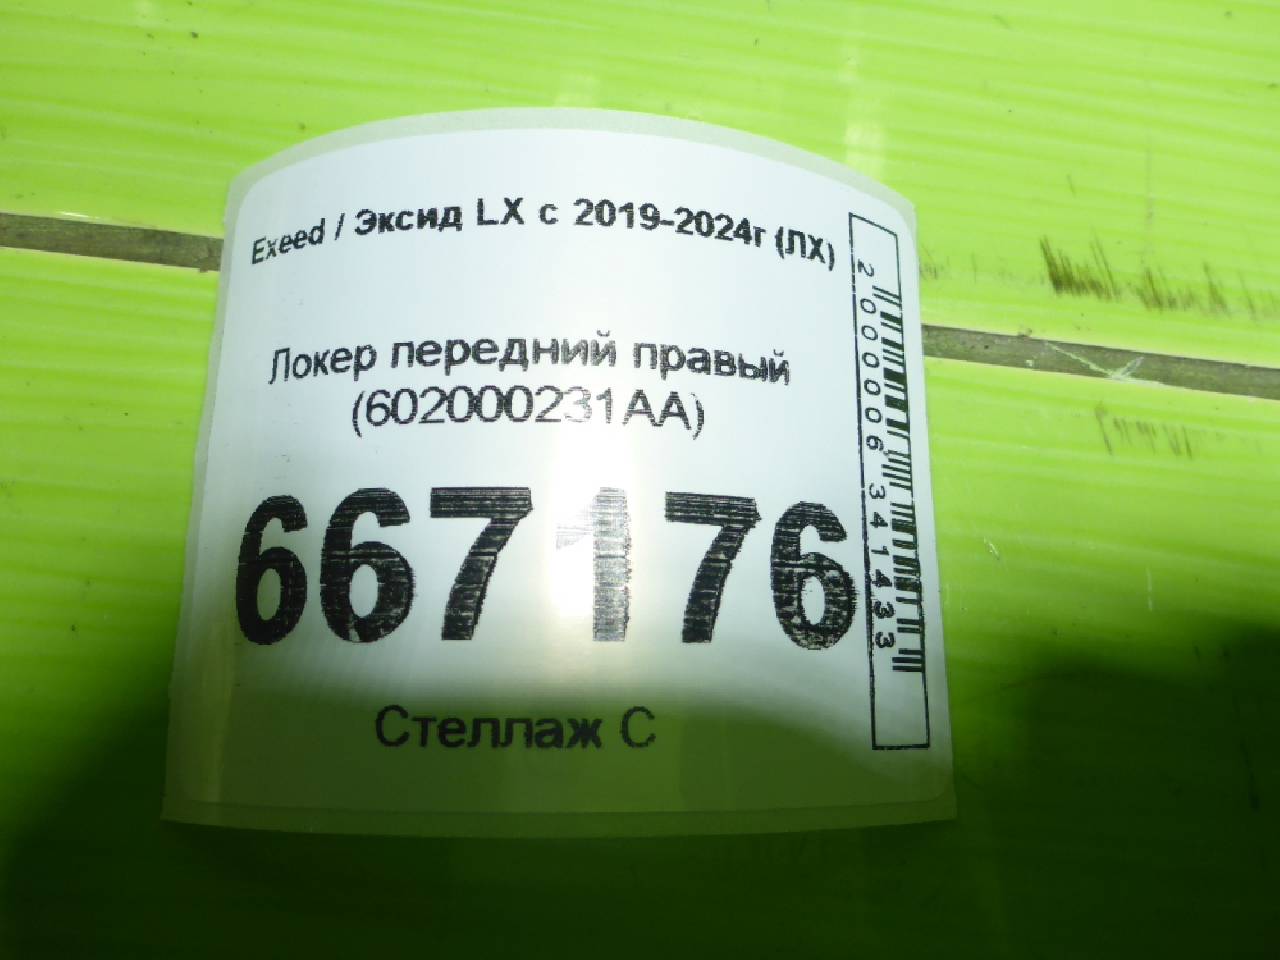 Exeed / Эксид LX с 2019-2024г (ЛХ)
Локер передний правый
(602000231AA)
667176
Стеллаж С
2000006341433